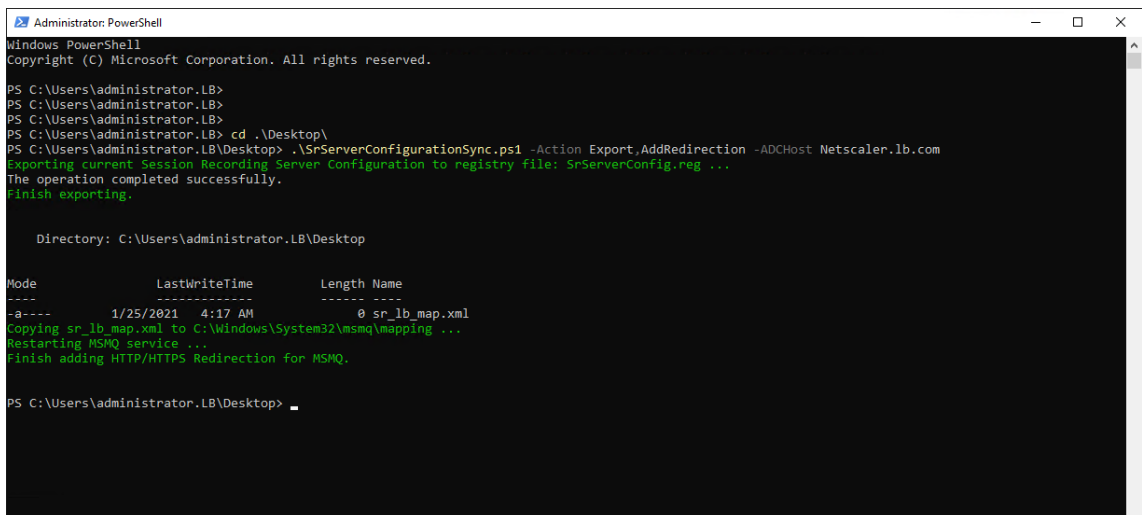 Administrator: PowerShell
Windows PowerShell
Copyright (C) Microsoft Corporation. All rights reserved.
PS C:\Users\administrator.LB>
PS C:\Users\administrator.LB>
PS C:\Users\administrator.LB>
PS C:\Users\administrator.LB> cd .\Desktop\
PS C:\Users\administrator.LB\Desktop> .\SrServerConfigurationSync.ps1 -Action Export,AddRedirection -ADCHost Netscaler.lb.com
Exporting current Session Recording Server Configuration to registry file: SrServerConfig.reg ...
The operation completed successfully.
Finish exporting.
Directory: C:\Users\administrator.LB\Desktop
Mode LastWriteTime Length Name
---- ------------- ------ ----
-a---- 1/25/2021 4:17 AM 0 sr_lb_map.xml
Copying sr_lb_map.xml to C:\Windows\System32\msmq\mapping ...
Restarting MSMQ service ...
Finish adding HTTP/HTTPS Redirection for MSMQ.
PS C:\Users\administrator.LB\Desktop>